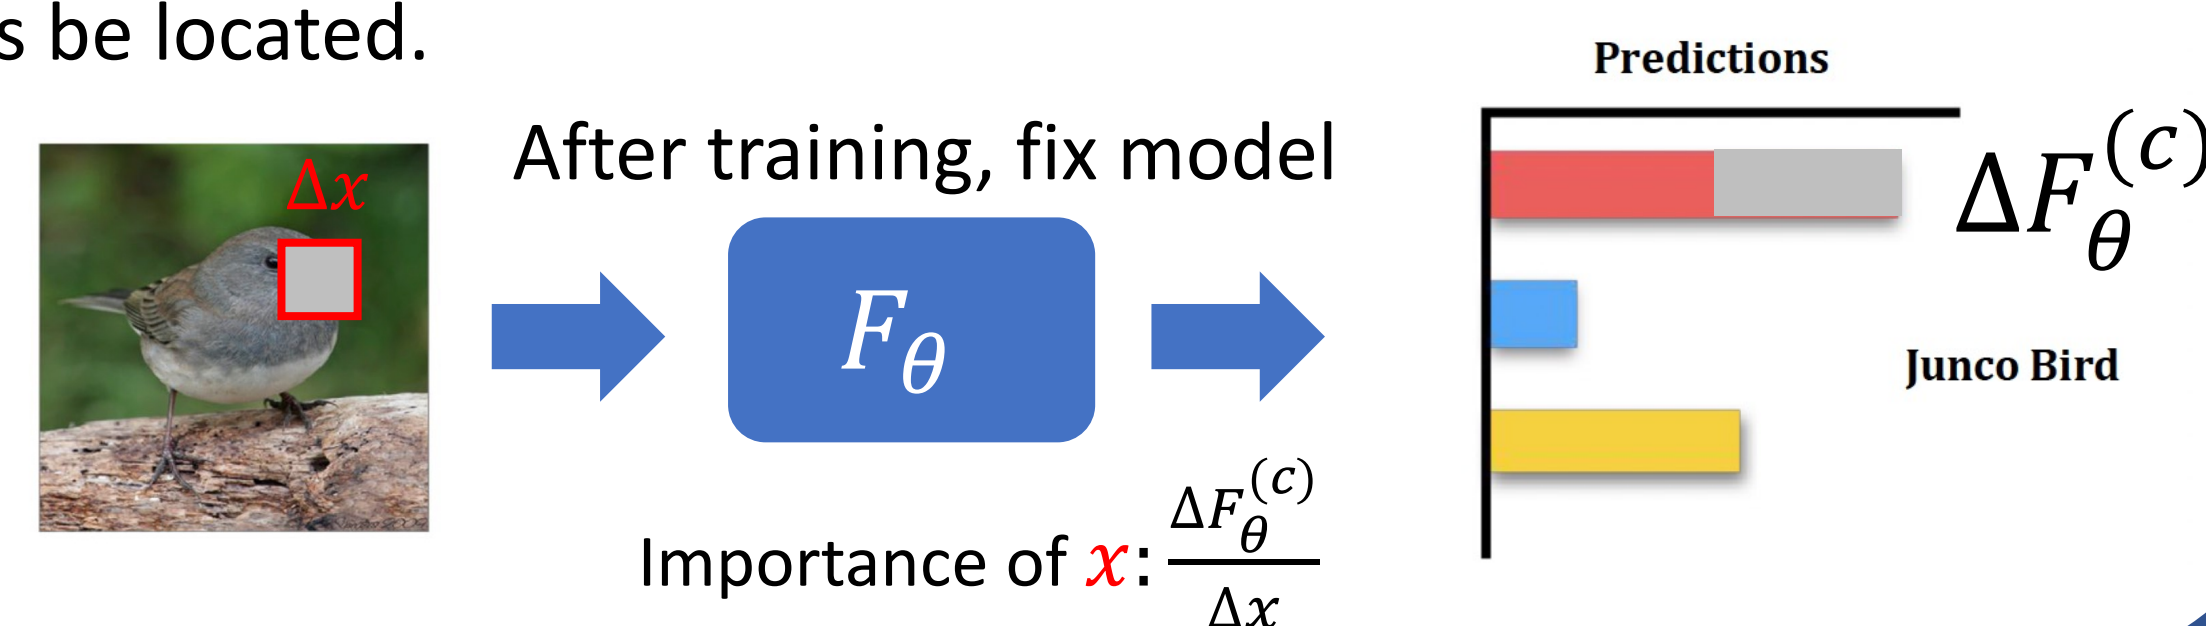 s be located.
Predictions
After training, fix model
Δx
ΔF_θ^(c)
F_θ
Junco Bird
Importance of x: ΔF_θ^(c) / Δx